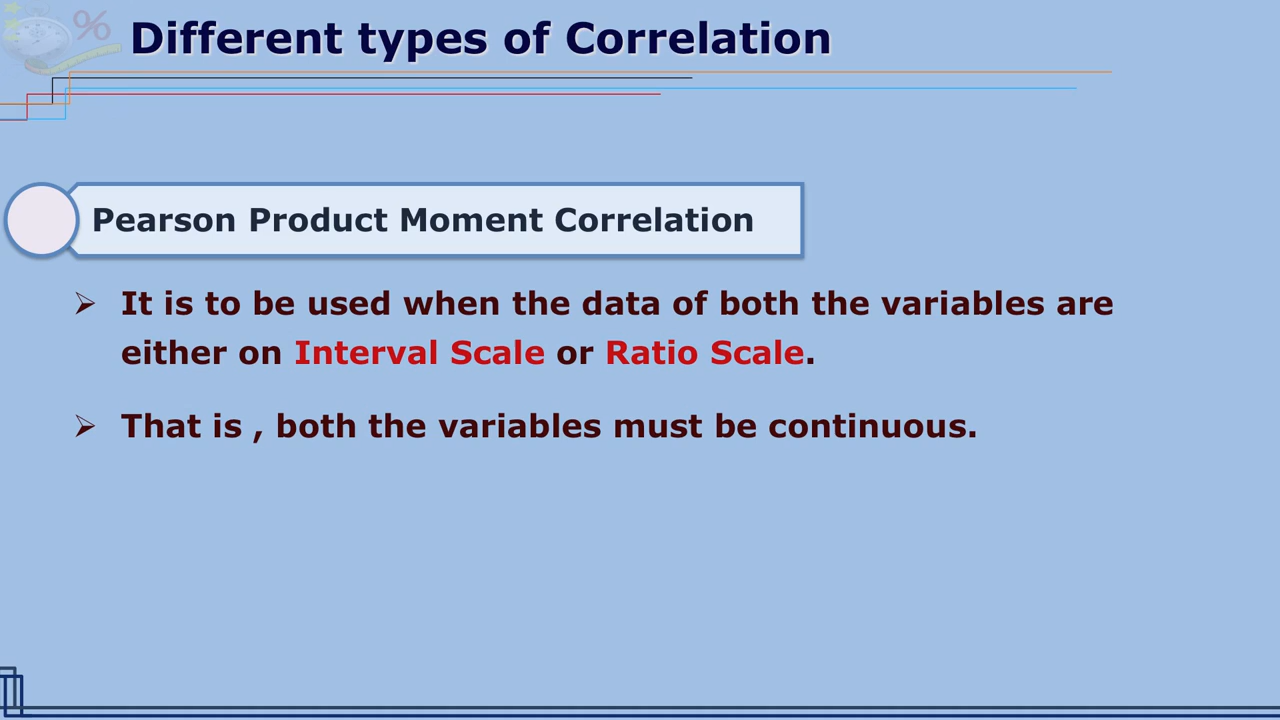 %
Different types of Correlation
Pearson Product Moment Correlation
➢ It is to be used when the data of both the variables are
either on Interval Scale or Ratio Scale.
➢ That is , both the variables must be continuous.